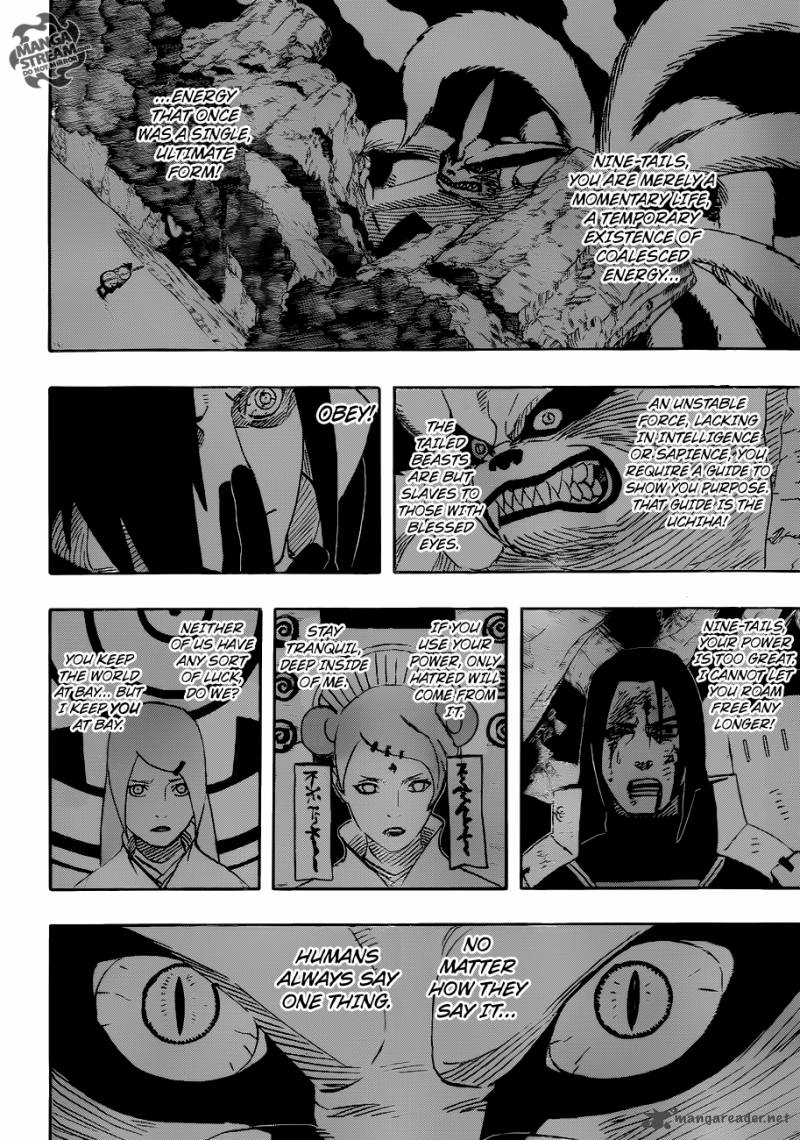 MANGA
STREAM
DO NOT MIRROR
NINE-TAILS,
YOU ARE MERELY A
MOMENTARY LIFE,
A TEMPORARY
EXISTENCE OF
COALESCED
ENERGY...
...ENERGY
THAT ONCE
WAS A SINGLE,
ULTIMATE
FORM!
AN UNSTABLE
FORCE, LACKING
IN INTELLIGENCE
OR SAPIENCE, YOU
REQUIRE A GUIDE TO
SHOW YOU PURPOSE.
THAT GUIDE IS THE
UCHIHA!
THE
TAILED
BEASTS
ARE BUT
SLAVES TO
THOSE WITH
BLESSED
EYES.
OBEY!
NINE-TAILS,
YOUR POWER
IS TOO GREAT.
I CANNOT LET
YOU ROAM
FREE ANY
LONGER!
IF YOU
USE YOUR
POWER, ONLY
HATRED WILL
COME FROM
IT.
STAY
TRANQUIL,
DEEP INSIDE
OF ME.
NEITHER
OF US HAVE
ANY SORT
OF LUCK,
DO WE?
YOU KEEP
THE WORLD
AT BAY... BUT
I KEEP YOU
AT BAY.
NO
MATTER
HOW THEY
SAY IT...
HUMANS
ALWAYS SAY
ONE THING.
mangareader.net